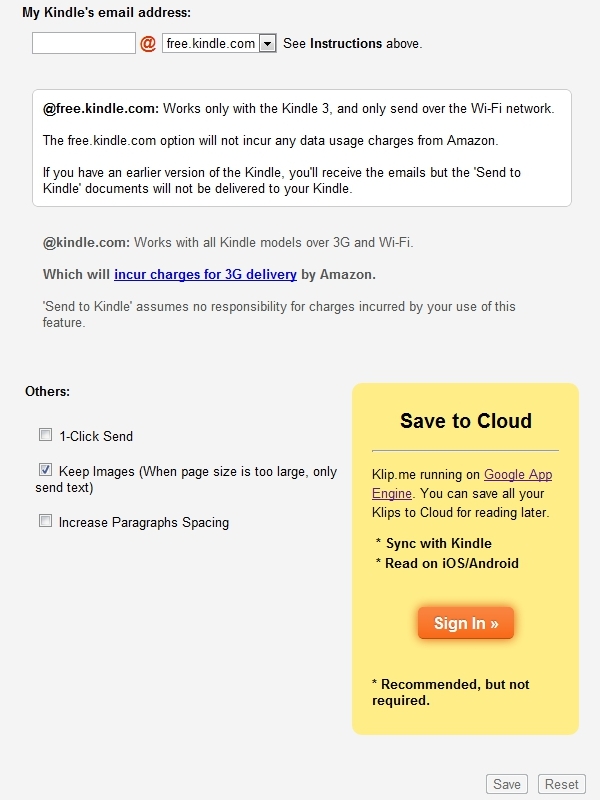 My Kindle's email address:
@ free.kindle.com See Instructions above.
@free.kindle.com: Works only with the Kindle 3, and only send over the Wi-Fi network.
The free.kindle.com option will not incur any data usage charges from Amazon.
If you have an earlier version of the Kindle, you'll receive the emails but the 'Send to
Kindle' documents will not be delivered to your Kindle.
@kindle.com: Works with all Kindle models over 3G and Wi-Fi.
Which will incur charges for 3G delivery by Amazon.
'Send to Kindle' assumes no responsibility for charges incurred by your use of this
feature.
Others:
1-Click Send
Keep Images (When page size is too large, only
send text)
Increase Paragraphs Spacing
Save to Cloud
Klip.me running on Google App
Engine. You can save all your
Klips to Cloud for reading later.
* Sync with Kindle
* Read on iOS/Android
Sign In »
* Recommended, but not
required.
Save Reset